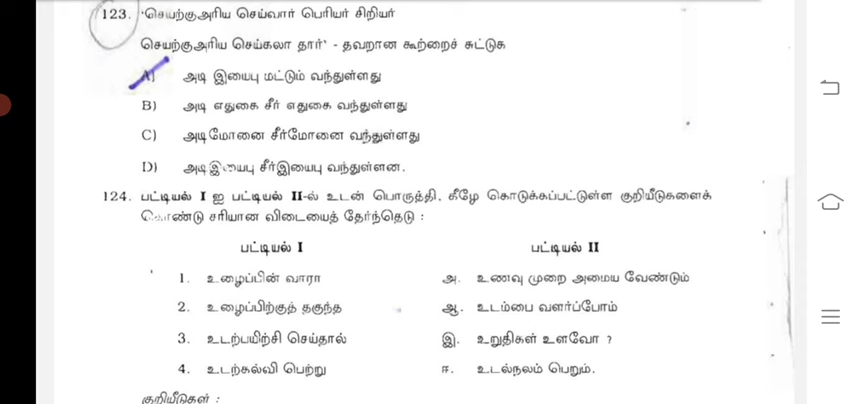 123. 'செயற்குஅரிய செய்வார் பெரியர் சிறியர்
செயற்குஅரிய செய்கலா தார்' - தவறான கூற்றைச் சுட்டுக
A) அடி இயைபு மட்டும் வந்துள்ளது
B) அடி எதுகை சீர் எதுகை வந்துள்ளது
C) அடிமோனை சீர்மோனை வந்துள்ளது
D) அடிஇயைபு சீர்இயைபு வந்துள்ளன.
124. பட்டியல் I ஐ பட்டியல் II-ல் உடன் பொருத்தி, கீழே கொடுக்கப்பட்டுள்ள குறியீடுகளைக்
கொண்டு சரியான விடையைத் தேர்ந்தெடு :
பட்டியல் I பட்டியல் II
1. உழைப்பின் வாரா அ. உணவு முறை அமைய வேண்டும்
2. உழைப்பிற்குத் தகுந்த ஆ. உடம்பை வளர்ப்போம்
3. உடற்பயிற்சி செய்தால் இ. உறுதிகள் உளவோ ?
4. உடற்கல்வி பெற்று ஈ. உடல்நலம் பெறும்.
குறியீடுகள் :